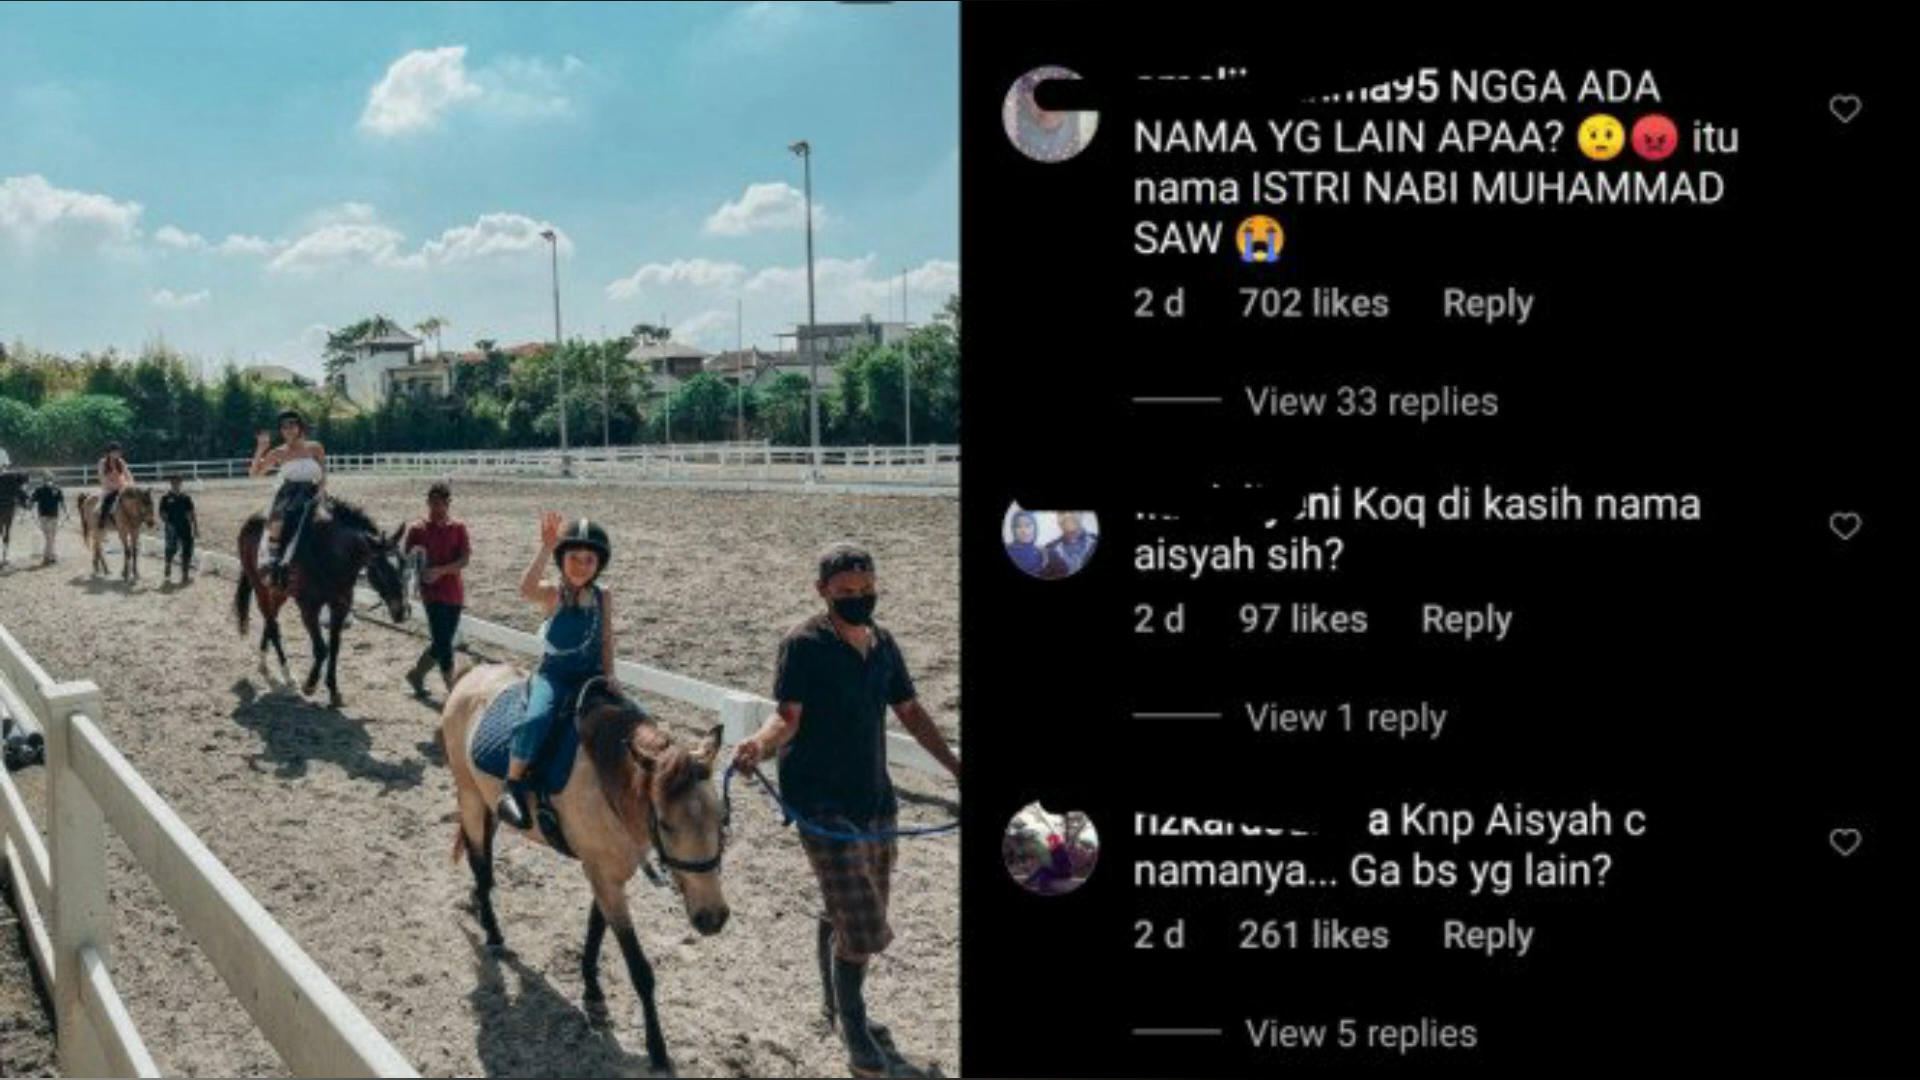 NGGA ADA
NAMA YG LAIN APAA? 🤨😡 itu
nama ISTRI NABI MUHAMMAD
SAW 😭
2 d 702 likes Reply
View 33 replies
Koq di kasih nama
aisyah sih?
2 d 97 likes Reply
View 1 reply
a Knp Aisyah c
namanya... Ga bs yg lain?
2 d 261 likes Reply
View 5 replies